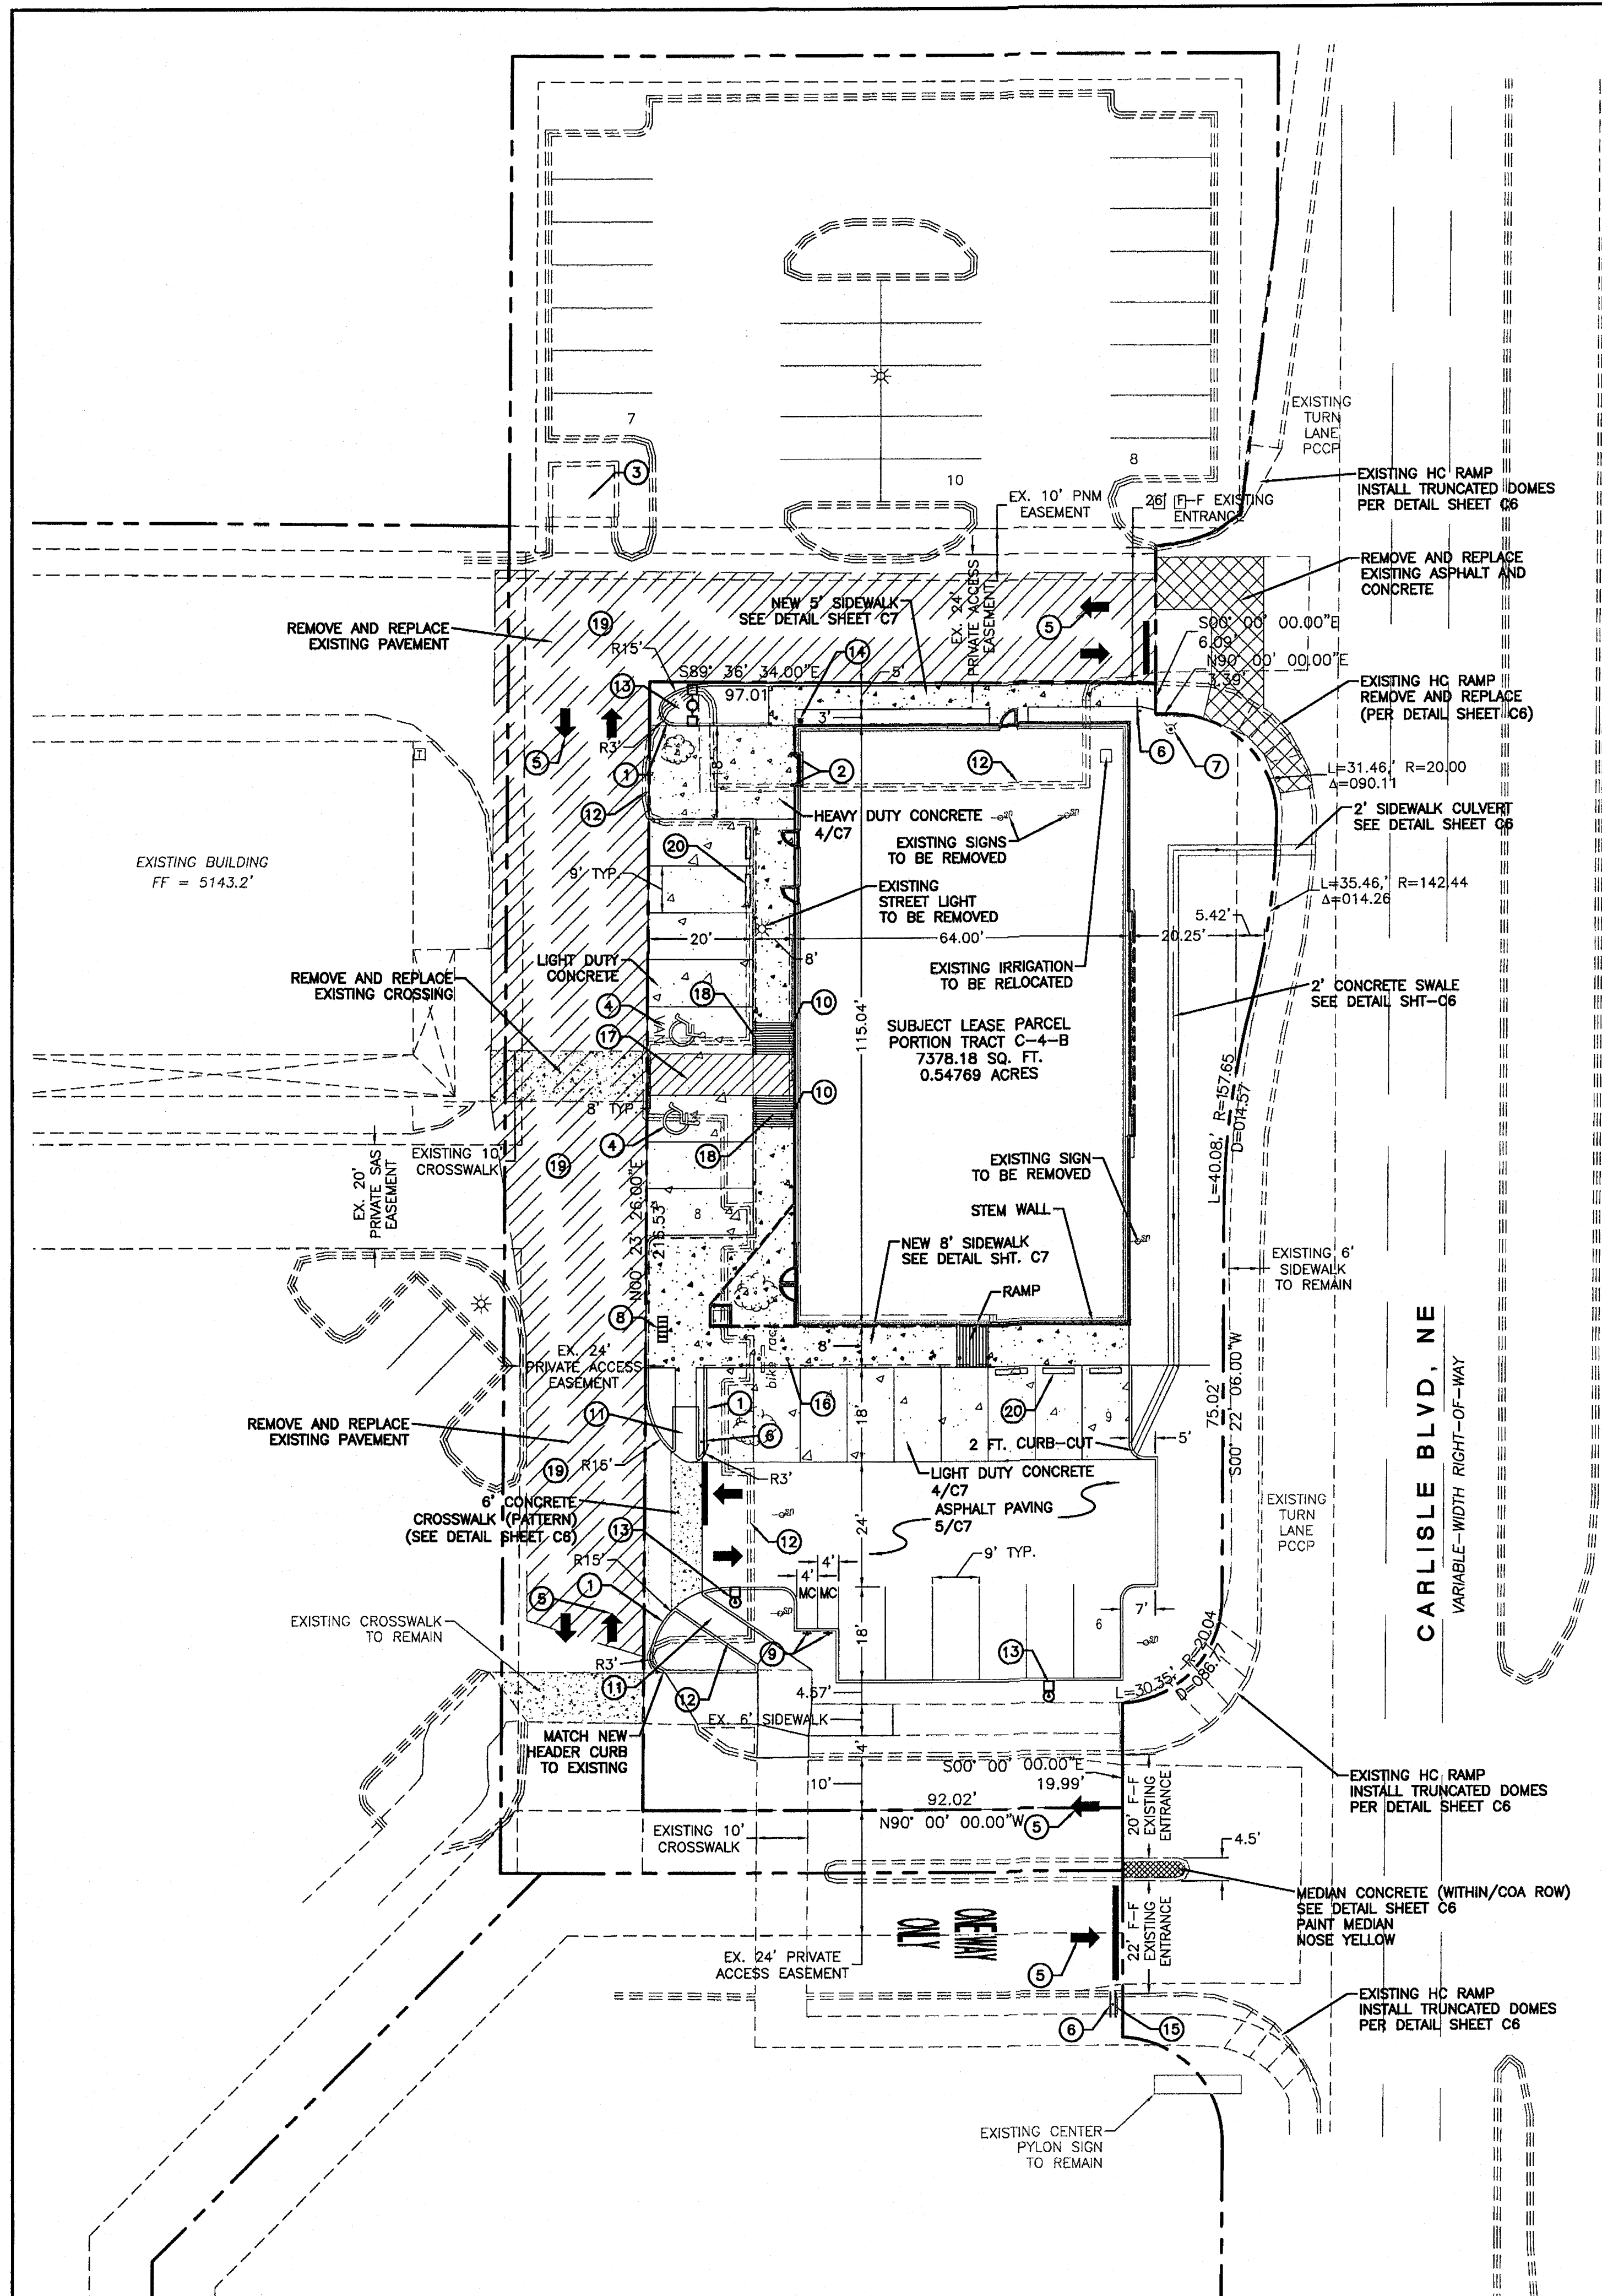 EXISTING
TURN
LANE
PCCP
7
3
10
8
EX. 10' PNM
EASEMENT
26' F-F EXISTING
ENTRANCE
EXISTING HC RAMP
INSTALL TRUNCATED DOMES
PER DETAIL SHEET C6
REMOVE AND REPLACE
EXISTING ASPHALT AND
CONCRETE
NEW 5' SIDEWALK
SEE DETAIL SHEET C7
EX. 24'
PRIVATE ACCESS
EASEMENT
5
REMOVE AND REPLACE
EXISTING PAVEMENT
19
R15'
S89° 36' 34.00"E
97.01
14
5'
3'
S00° 00' 00.00"E
6.09'
N90° 00' 00.00"E
3.39'
EXISTING HC RAMP
REMOVE AND REPLACE
(PER DETAIL SHEET C6)
13
R3'
5
1
12
2
12
6
7
T
L=31.46,' R=20.00
Δ=090.11
2' SIDEWALK CULVERT
SEE DETAIL SHEET C6
HEAVY DUTY CONCRETE
4/C7
EXISTING SIGNS
TO BE REMOVED
EXISTING BUILDING
FF = 5143.2'
20
9' TYP.
EXISTING
STREET LIGHT
TO BE REMOVED
L=35.46,' R=142.44
Δ=014.26
5.42'
20'
8'
64.00'
20.25'
LIGHT DUTY
CONCRETE
EXISTING IRRIGATION
TO BE RELOCATED
REMOVE AND REPLACE
EXISTING CROSSING
2' CONCRETE SWALE
SEE DETAIL SHT-C6
18
10
4
VAN
17
115.04'
SUBJECT LEASE PARCEL
PORTION TRACT C-4-B
7378.18 SQ. FT.
0.54769 ACRES
L=40.08,' R=157.65
D=014.57
8' TYP.
10
4
18
EXISTING 10'
CROSSWALK
19
EX. 20'
PRIVATE SAS
EASEMENT
N00° 23' 26.00"E
216.53'
8
EXISTING SIGN
TO BE REMOVED
STEM WALL
NEW 8' SIDEWALK
SEE DETAIL SHT. C7
RAMP
EXISTING 6'
SIDEWALK
TO REMAIN
8
8'
bike rac
EX. 24'
PRIVATE ACCESS
EASEMENT
CARLISLE BLVD, NE
VARIABLE-WIDTH RIGHT-OF-WAY
75.02'
S00° 22' 06.00"W
REMOVE AND REPLACE
EXISTING PAVEMENT
11
1
6
16
18'
20
9
2 FT. CURB-CUT
5'
19
R15'
R3'
LIGHT DUTY CONCRETE
4/C7
ASPHALT PAVING
5/C7
6' CONCRETE
CROSSWALK (PATTERN)
(SEE DETAIL SHEET C6)
13
12
24'
EXISTING
TURN
LANE
PCCP
R15'
1
4'
4'
MC
MC
9' TYP.
EXISTING CROSSWALK
TO REMAIN
5
18'
9
13
6
7'
R3'
11
12
4.57'
EX. 6' SIDEWALK
L=30.35,' R=20.04
D=086.77
MATCH NEW
HEADER CURB
TO EXISTING
4'
10'
S00° 00' 00.00"E
19.99'
92.02'
N90° 00' 00.00"W
5
20' F-F
EXISTING
ENTRANCE
EXISTING HC RAMP
INSTALL TRUNCATED DOMES
PER DETAIL SHEET C6
EXISTING 10'
CROSSWALK
4.5'
MEDIAN CONCRETE (WITHIN/COA ROW)
SEE DETAIL SHEET C6
PAINT MEDIAN
NOSE YELLOW
ONEWAY
ONLY
22' F-F
EXISTING
ENTRANCE
EX. 24' PRIVATE
ACCESS EASEMENT
5
EXISTING HC RAMP
INSTALL TRUNCATED DOMES
PER DETAIL SHEET C6
6
15
EXISTING CENTER
PYLON SIGN
TO REMAIN